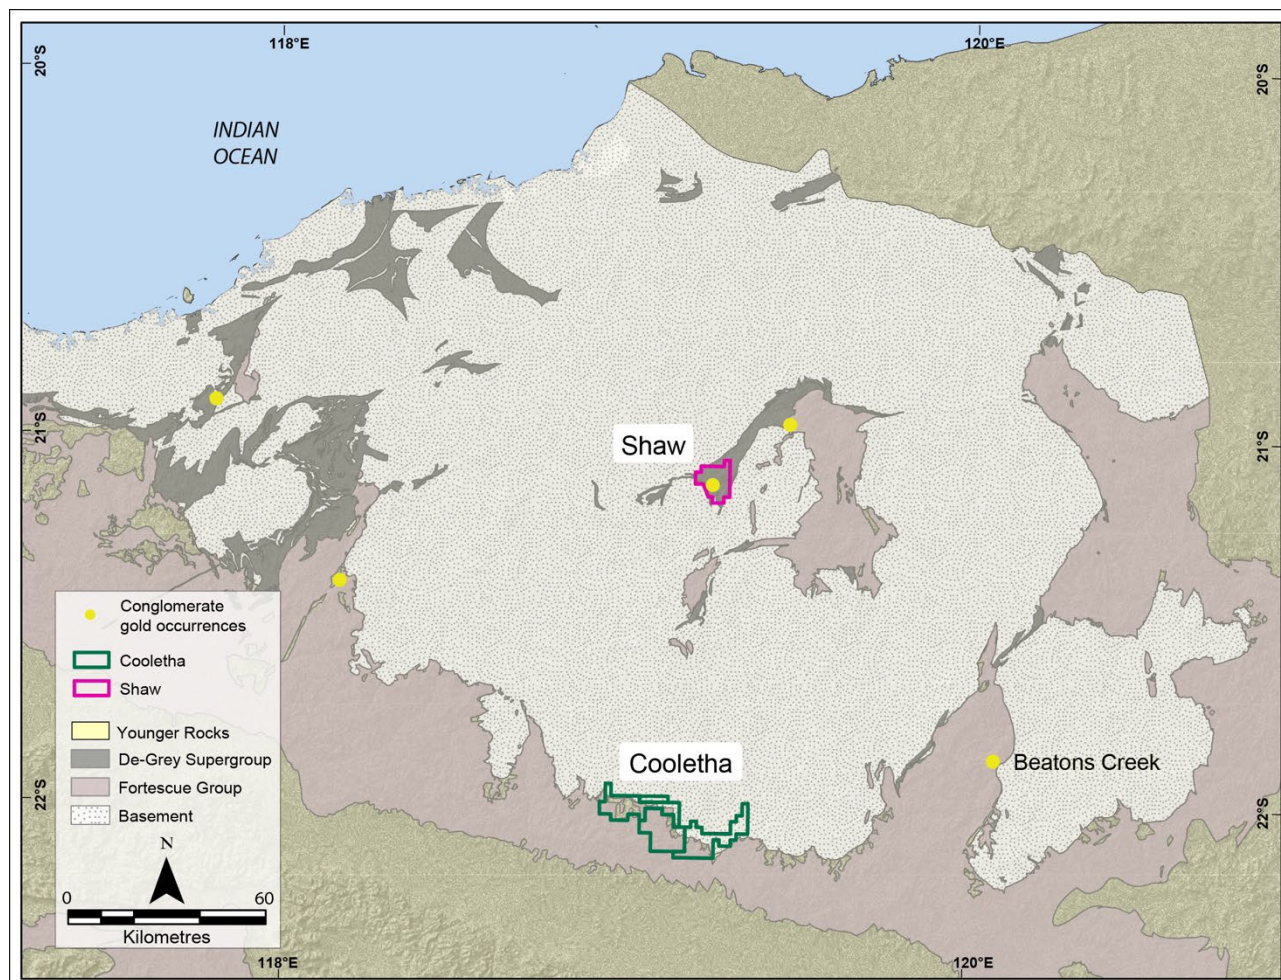 118°E
120°E
20°S
20°S
INDIAN
OCEAN
21°S
21°S
Shaw
Conglomerate
gold occurrences
Cooletha
Shaw
Younger Rocks
De-Grey Supergroup
Fortescue Group
Basement
N
0 60
Kilometres
Cooletha
Beatons Creek
22°S
22°S
118°E
120°E